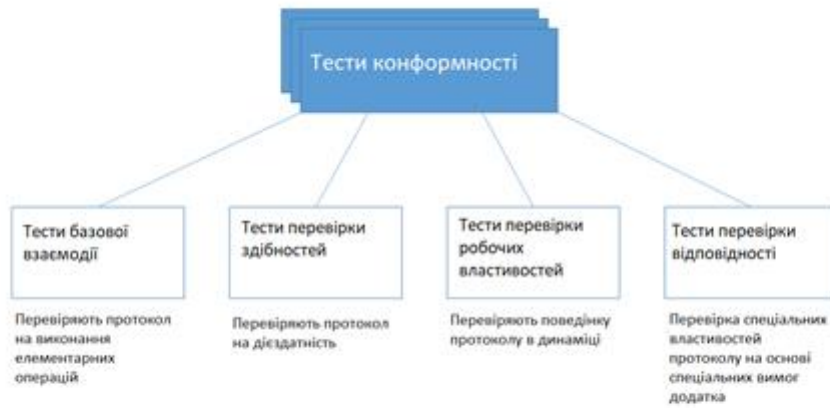 Тести конформності
Тести базової
взаємодії
Тести перевірки
здібностей
Тести перевірки
робочих
властивостей
Тести перевірки
відповідності
Перевіряють протокол
на виконання
елементарних
операцій
Перевіряють протокол
на дієздатність
Перевіряють поведінку
протоколу в динаміці
Перевірка спеціальних
властивостей
протоколу на основі
спеціальних вимог
додатка